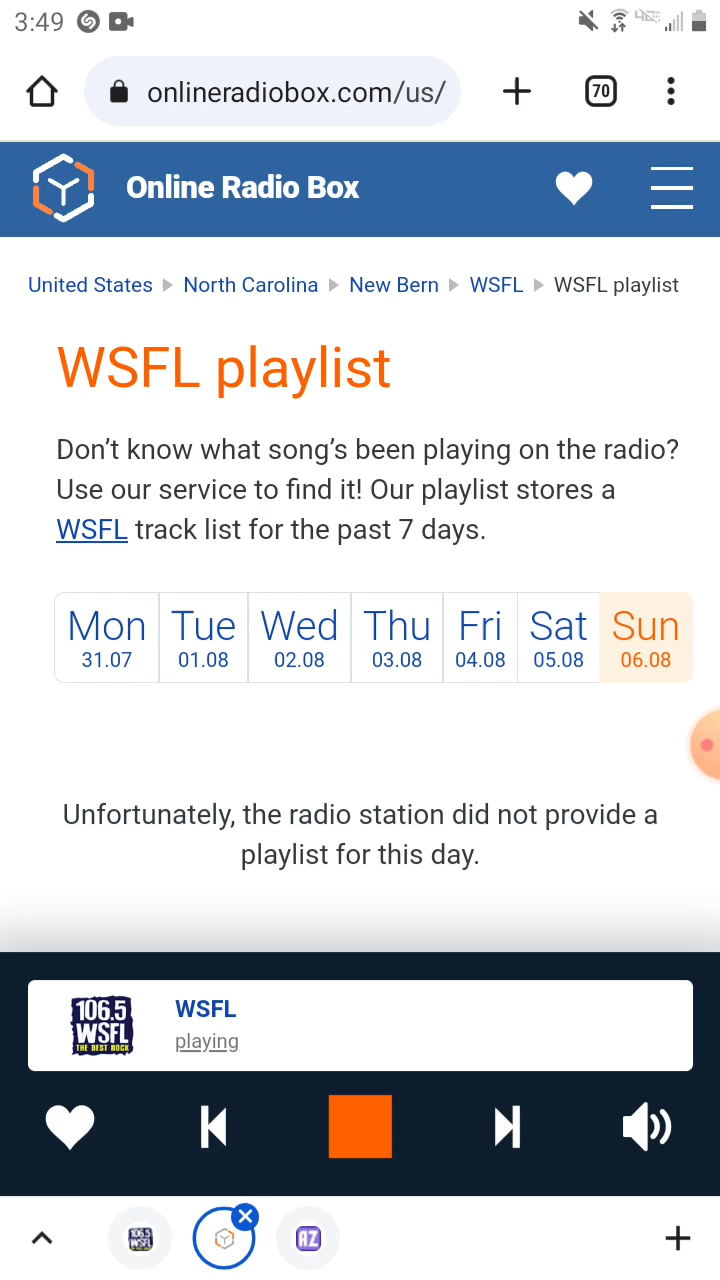 3:49
onlineradiobox.com/us/
70
Online Radio Box
United States North Carolina New Bern WSFL WSFL playlist
WSFL playlist
Don’t know what song’s been playing on the radio?
Use our service to find it! Our playlist stores a
WSFL track list for the past 7 days.
Mon Tue Wed Thu Fri Sat Sun
31.07 01.08 02.08 03.08 04.08 05.08 06.08
Unfortunately, the radio station did not provide a
playlist for this day.
106.5
WSFL
THE BEST ROCK
WSFL
playing
106.5
WSFL
AZ